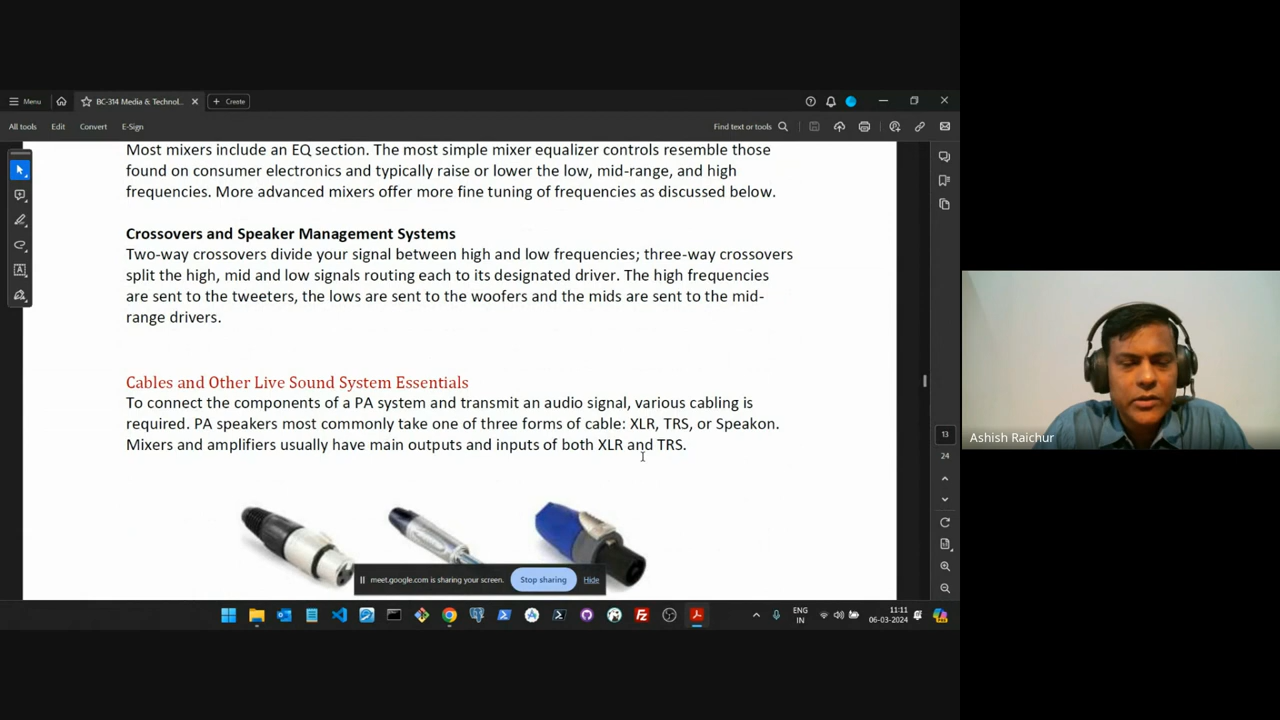 Menu
BC-314 Media & Technol...
Create
All tools
Edit
Convert
E-Sign
Find text or tools
Most mixers include an EQ section. The most simple mixer equalizer controls resemble those
found on consumer electronics and typically raise or lower the low, mid-range, and high
frequencies. More advanced mixers offer more fine tuning of frequencies as discussed below.
Crossovers and Speaker Management Systems
Two-way crossovers divide your signal between high and low frequencies; three-way crossovers
split the high, mid and low signals routing each to its designated driver. The high frequencies
are sent to the tweeters, the lows are sent to the woofers and the mids are sent to the mid-
range drivers.
Cables and Other Live Sound System Essentials
To connect the components of a PA system and transmit an audio signal, various cabling is
required. PA speakers most commonly take one of three forms of cable: XLR, TRS, or Speakon.
Mixers and amplifiers usually have main outputs and inputs of both XLR and TRS.
13
24
Ashish Raichur
meet.google.com is sharing your screen.
Stop sharing
Hide
ENG
IN
11:11
06-03-2024